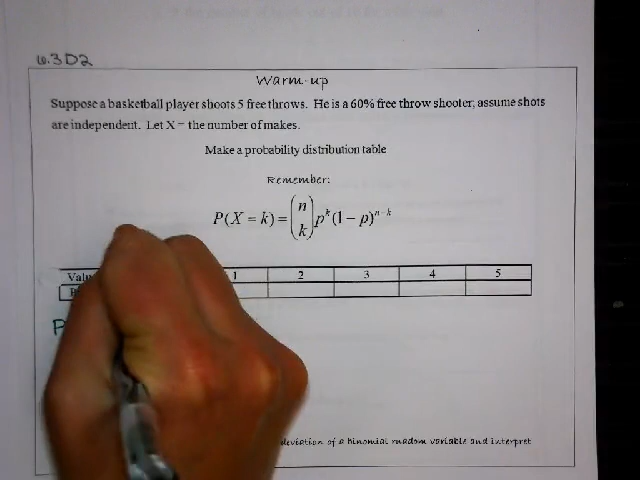 6.3D2
Warm-up
Suppose a basketball player shoots 5 free throws. He is a 60% free throw shooter, assume shots
are independent. Let X = the number of makes.
Make a probability distribution table
Remember:
P(X = k) = (n k) p^k (1 − p)^{n−k}
Valu 1 2 3 4 5
P
deviation of a binomial rnadom variable and interpret